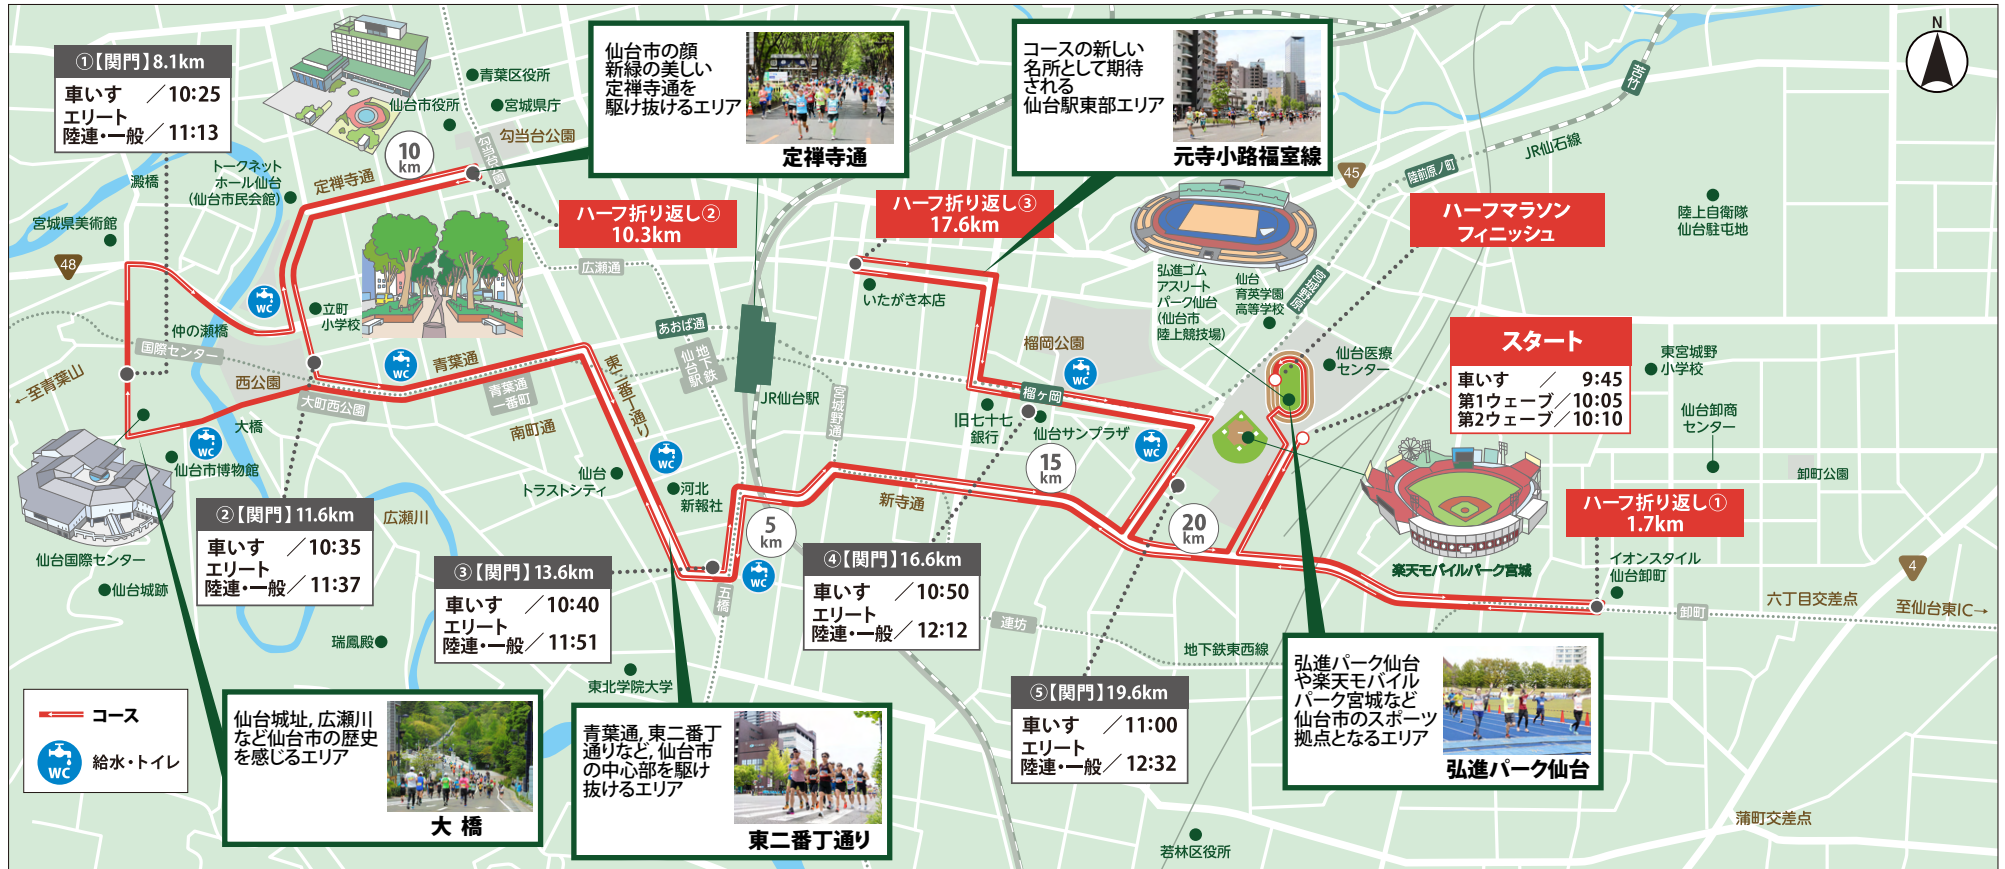 ①【関門】8.1km
車いす ／10:25
エリート
陸連・一般／11:13
青葉区役所
仙台市役所
宮城県庁
勾当台公園
勾当台公園
10
km
定禅寺通
トークネット
ホール仙台
(仙台市民会館)
澱橋
宮城県美術館
48
仙台市の顔
新緑の美しい
定禅寺通を
駆け抜けるエリア
定禅寺通
コースの新しい
名所として期待
される
仙台駅東部エリア
元寺小路福室線
ハーフ折り返し②
10.3km
ハーフ折り返し③
17.6km
ハーフマラソン
フィニッシュ
N
苦竹
JR仙石線
陸前原ノ町
45
宮城野原
陸上自衛隊
仙台駐屯地
弘進ゴム
アスリート
パーク仙台
(仙台市
陸上競技場)
仙台
育英学園
高等学校
仙台医療
センター
スタート
車いす ／ 9:45
第1ウェーブ／10:05
第2ウェーブ／10:10
東宮城野
小学校
仙台卸商
センター
卸町公園
広瀬通
いたがき本店
榴岡公園
WC
WC
立町
小学校
仲の瀬橋
国際センター
西公園
大町西公園
←至青葉山
青葉通
WC
青葉通
一番町
南町通
東二番丁通り
あおば通
地下鉄
仙台駅
JR仙台駅
宮城野通
旧七十七
銀行
榴ヶ岡
仙台サンプラザ
WC
15
km
20
km
大橋
WC
仙台市博物館
仙台国際センター
仙台城跡
広瀬川
瑞鳳殿
仙台
トラストシティ
WC
河北
新報社
5
km
WC
五橋
新寺通
連坊
地下鉄東西線
楽天モバイルパーク宮城
ハーフ折り返し①
1.7km
イオンスタイル
仙台卸町
卸町
六丁目交差点
4
至仙台東IC→
②【関門】11.6km
車いす ／10:35
エリート
陸連・一般／11:37
③【関門】13.6km
車いす ／10:40
エリート
陸連・一般／11:51
④【関門】16.6km
車いす ／10:50
エリート
陸連・一般／12:12
⑤【関門】19.6km
車いす ／11:00
エリート
陸連・一般／12:32
東北学院大学
コース
WC
給水・トイレ
仙台城址,広瀬川
など仙台市の歴史
を感じるエリア
大 橋
青葉通,東二番丁
通りなど,仙台市
の中心部を駆け
抜けるエリア
東二番丁通り
弘進パーク仙台
や楽天モバイル
パーク宮城など
仙台市のスポーツ
拠点となるエリア
弘進パーク仙台
若林区役所
蒲町交差点